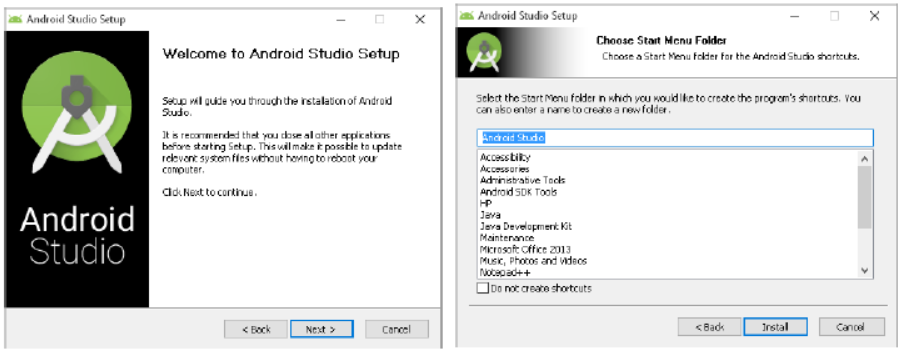 Android Studio Setup
Welcome to Android Studio Setup
Setup will guide you through the installation of Android
Studio.
It is recommended that you close all other applications
before starting Setup. This will make it possible to update
relevant system files without having to reboot your
computer.
Click Next to continue.
Android
Studio
< Back
Next >
Cancel
Android Studio Setup
Choose Start Menu Folder
Choose a Start Menu folder for the Android Studio shortcuts.
Select the Start Menu folder in which you would like to create the program's shortcuts. You
can also enter a name to create a new folder.
Android Studio
Accessibility
Accessories
Administrative Tools
Android SDK Tools
HP
Java
Java Development Kit
Maintenance
Microsoft Office 2013
Music, Photos and Videos
Notepad++
Do not create shortcuts
< Back
Install
Cancel